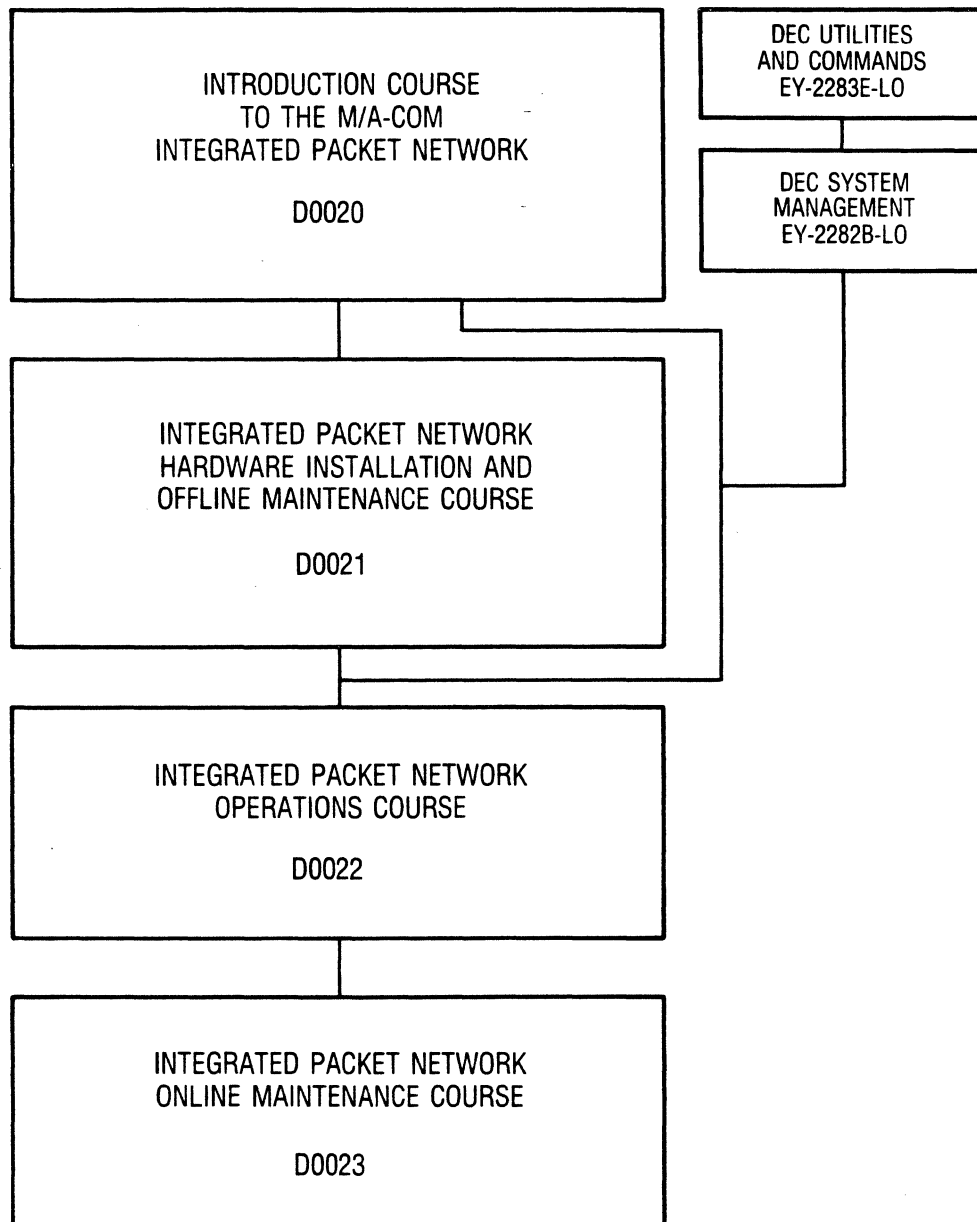 INTRODUCTION COURSE
TO THE M/A-COM
INTEGRATED PACKET NETWORK
D0020
DEC UTILITIES
AND COMMANDS
EY-2283E-LO
DEC SYSTEM
MANAGEMENT
EY-2282B-LO
INTEGRATED PACKET NETWORK
HARDWARE INSTALLATION AND
OFFLINE MAINTENANCE COURSE
D0021
INTEGRATED PACKET NETWORK
OPERATIONS COURSE
D0022
INTEGRATED PACKET NETWORK
ONLINE MAINTENANCE COURSE
D0023